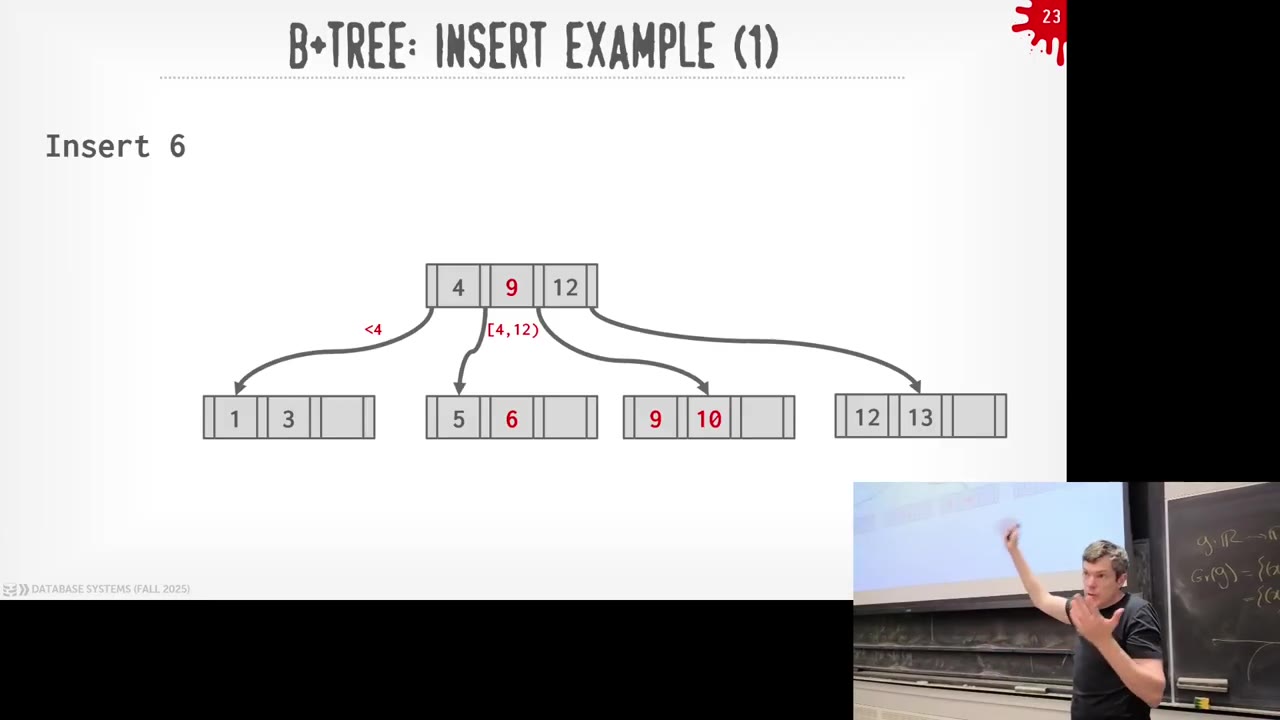 23
B+TREE: INSERT EXAMPLE (1)
Insert 6
4 9 12
<4 [4,12)
1 3 5 6 9 10 12 13
DATABASE SYSTEMS (FALL 2025)
g:ℝ→
Gr(g) = {(x
= {(x